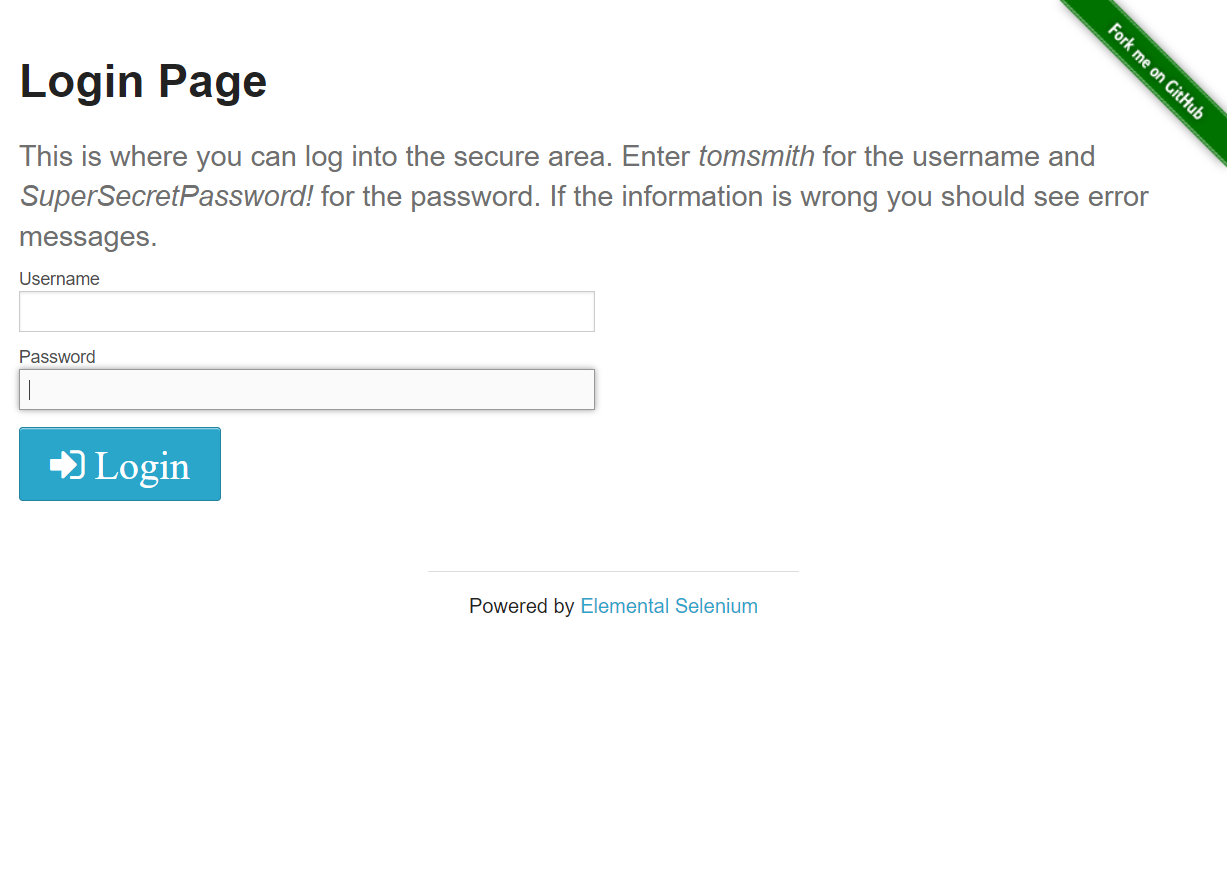 Fork me on GitHub
Login Page
This is where you can log into the secure area. Enter tomsmith for the username and
SuperSecretPassword! for the password. If the information is wrong you should see error
messages.
Username
Password
Login
Powered by Elemental Selenium